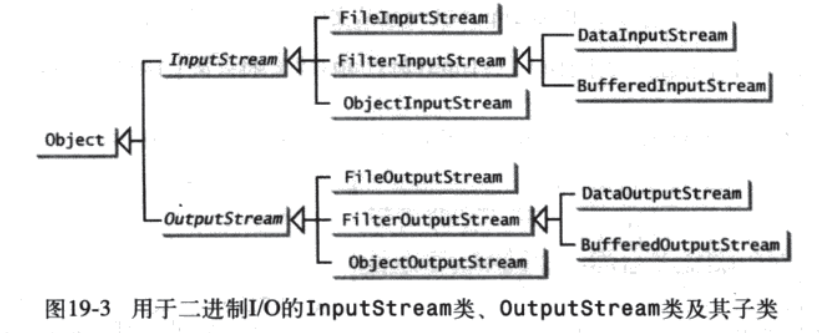 FileInputStream
InputStream
FilterInputStream
DataInputStream
BufferedInputStream
ObjectInputStream
Object
FileOutputStream
OutputStream
FilterOutputStream
DataOutputStream
BufferedOutputStream
ObjectOutputStream
图19-3 用于二进制I/O的InputStream类、OutputStream类及其子类